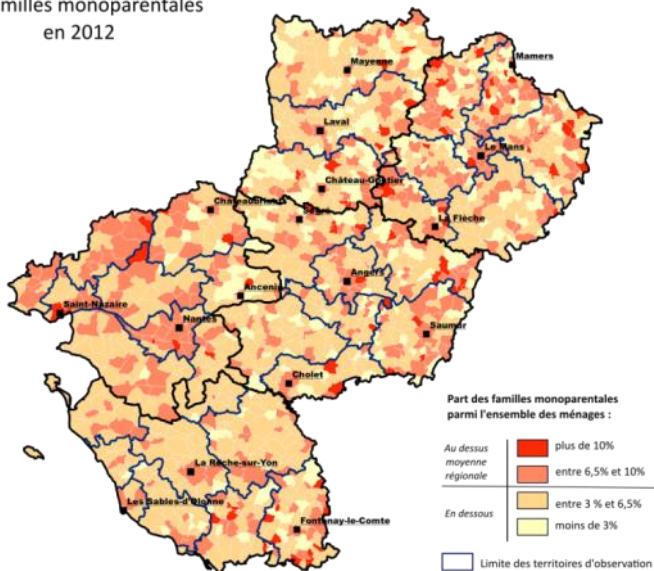 milles monoparentales
en 2012
Mamers
Mayenne
Laval
Le Mans
Château-Gontier
Châteaubriant
Segré
La Flèche
Angers
Ancenis
Saint-Nazaire
Nantes
Saumur
Cholet
Part des familles monoparentales
parmi l'ensemble des ménages :
Au dessus
moyenne
régionale
plus de 10%
entre 6,5% et 10%
En dessous
entre 3 % et 6,5%
moins de 3%
La Roche-sur-Yon
Les Sables-d'Olonne
Fontenay-le-Comte
Limite des territoires d'observation